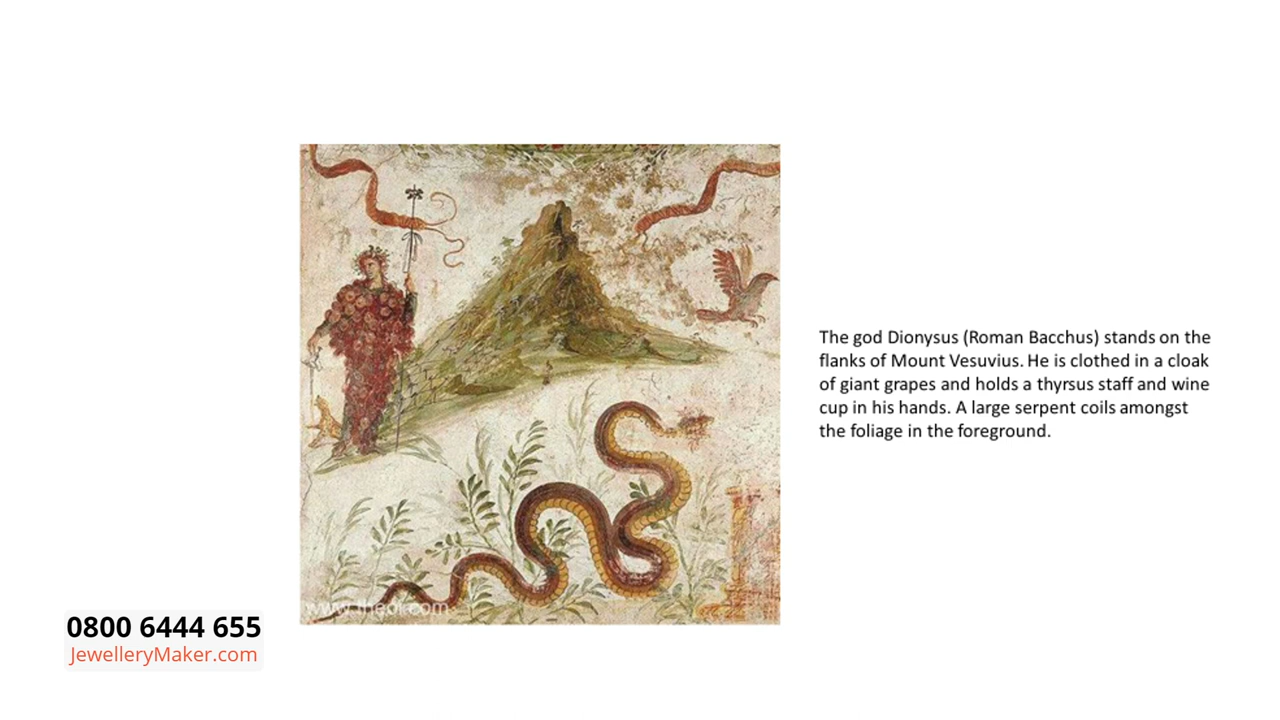 The god Dionysus (Roman Bacchus) stands on the
flanks of Mount Vesuvius. He is clothed in a cloak
of giant grapes and holds a thyrsus staff and wine
cup in his hands. A large serpent coils amongst
the foliage in the foreground.
www.theoi.com
0800 6444 655
JewelleryMaker.com